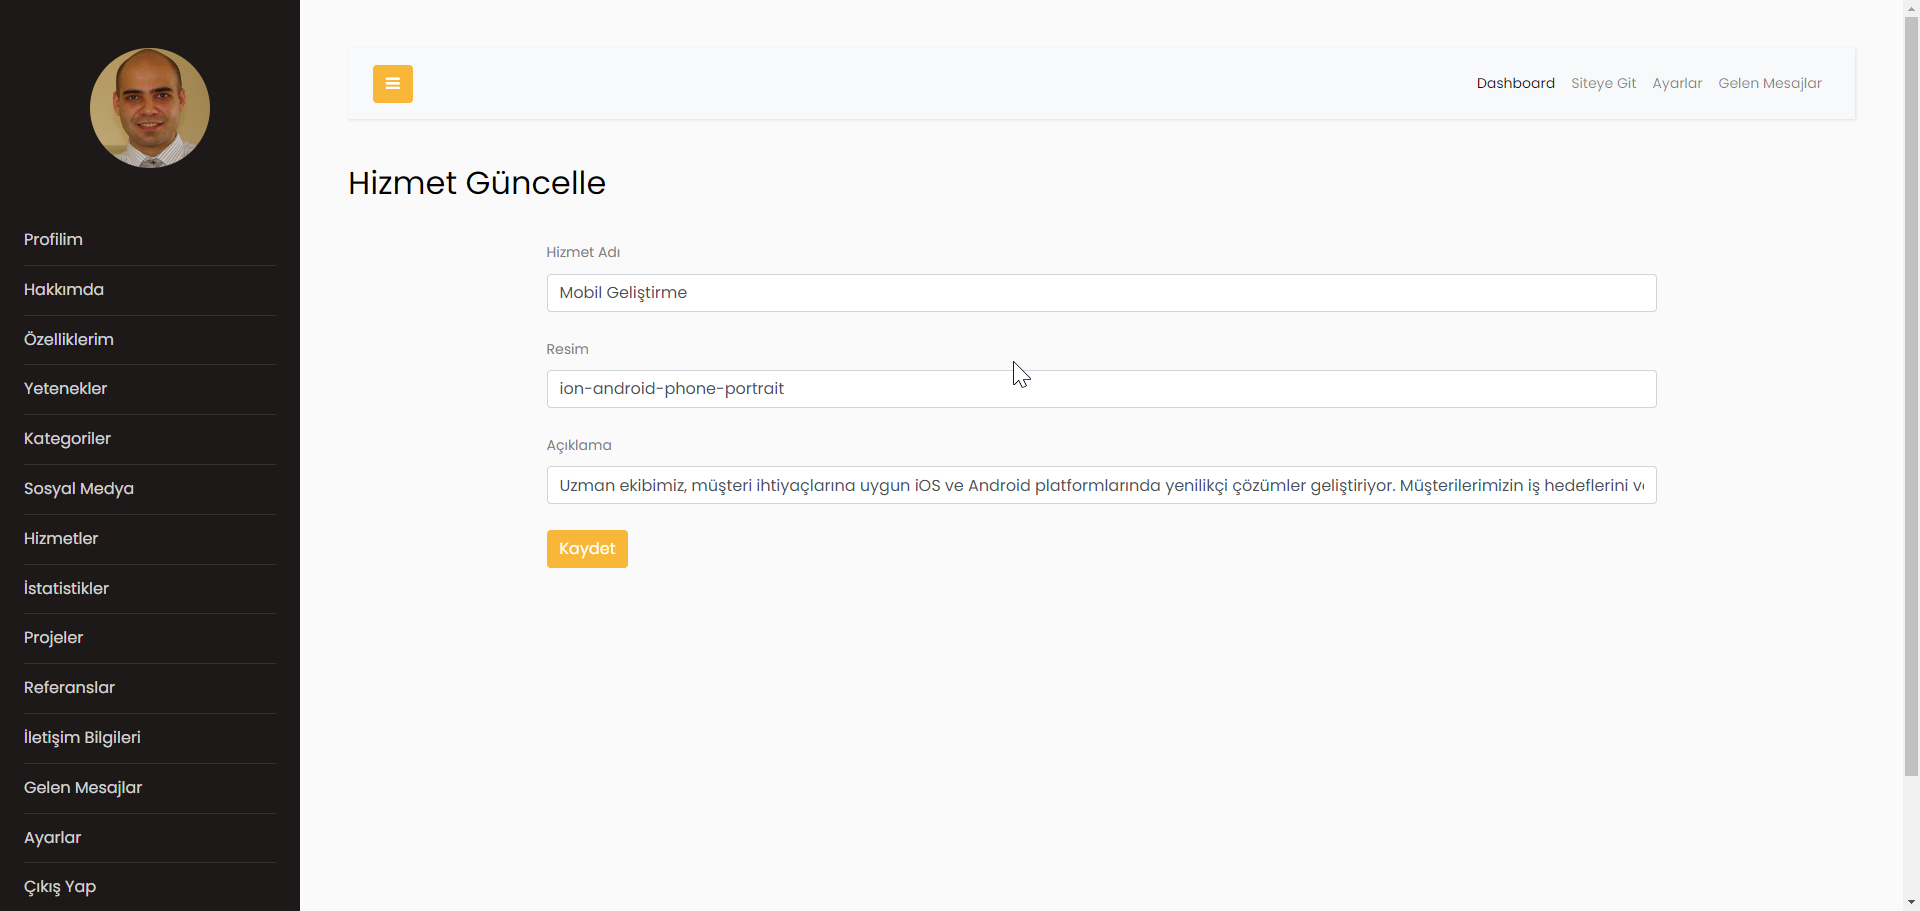 Profilim
Hakkımda
Özelliklerim
Yetenekler
Kategoriler
Sosyal Medya
Hizmetler
İstatistikler
Projeler
Referanslar
İletişim Bilgileri
Gelen Mesajlar
Ayarlar
Çıkış Yap
Dashboard Siteye Git Ayarlar Gelen Mesajlar
Hizmet Güncelle
Hizmet Adı
Mobil Geliştirme
Resim
ion-android-phone-portrait
Açıklama
Uzman ekibimiz, müşteri ihtiyaçlarına uygun iOS ve Android platformlarında yenilikçi çözümler geliştiriyor. Müşterilerimizin iş hedeflerini
Kaydet